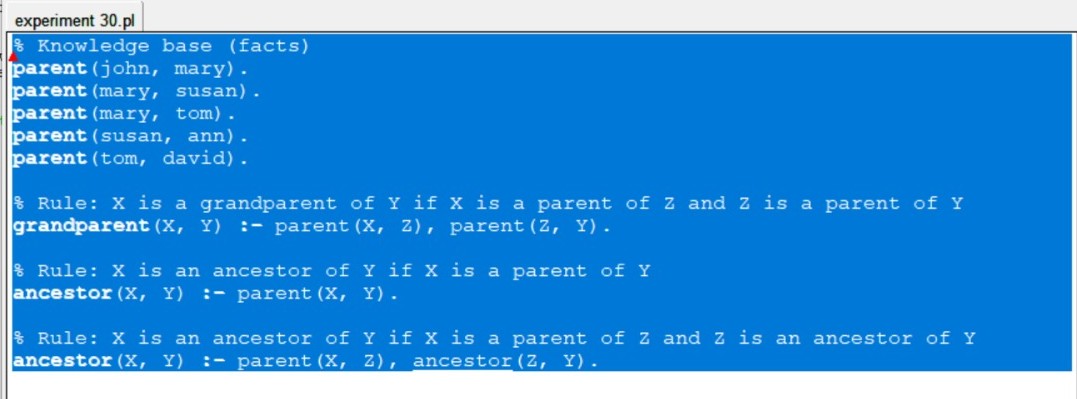 experiment 30.pl
% Knowledge base (facts)
parent(john, mary).
parent(mary, susan).
parent(mary, tom).
parent(susan, ann).
parent(tom, david).
% Rule: X is a grandparent of Y if X is a parent of Z and Z is a parent of Y
grandparent(X, Y) :- parent(X, Z), parent(Z, Y).
% Rule: X is an ancestor of Y if X is a parent of Y
ancestor(X, Y) :- parent(X, Y).
% Rule: X is an ancestor of Y if X is a parent of Z and Z is an ancestor of Y
ancestor(X, Y) :- parent(X, Z), ancestor(Z, Y).